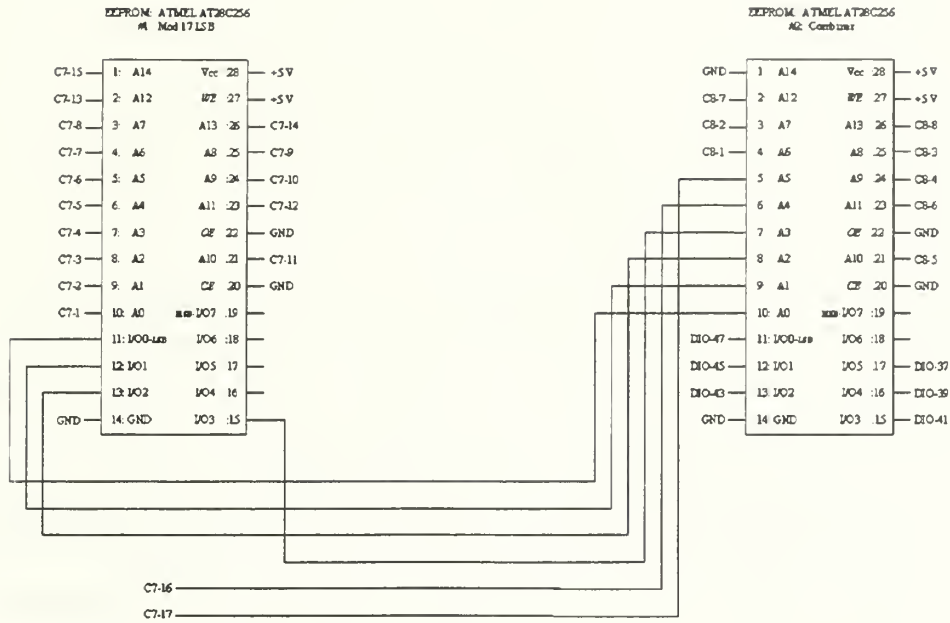 EEPROM: ATMEL AT28C256
#1: Mod 17 LSB
C7-15 1: A14 Vcc 28 +5V
C7-13 2: A12 WE :27 +5V
C7-8 3: A7 A13 :26 C7-14
C7-7 4: A6 A8 :25 C7-9
C7-6 5: A5 A9 :24 C7-10
C7-5 6: A4 A11 :23 C7-12
C7-4 7: A3 OE 22 GND
C7-3 8: A2 A10 :21 C7-11
C7-2 9: A1 CE :20 GND
C7-1 10: A0 MSB-I/O7 :19
11: I/O0-LSB I/O6 :18
12: I/O1 I/O5 17
13: I/O2 I/O4 16
GND 14: GND I/O3 :15
EEPROM: ATMEL AT28C256
#2: Combiner
GND 1 A14 Vcc 28 +5V
C8-7 2: A12 WE 27 +5V
C8-2 3 A7 A13 26 C8-8
C8-1 4 A6 A8 :25 C8-3
5 A5 A9 24 C8-4
6 A4 A11 23 C8-6
7 A3 OE 22 GND
8 A2 A10 :21 C8-5
9 A1 CE :20 GND
10: A0 MSB-I/O7 :19
DIO-47 11: I/O0-LSB I/O6 :18
DIO-45 12 I/O1 I/O5 17 DIO-37
DIO-43 13 I/O2 I/O4 :16 DIO-39
GND 14 GND I/O3 :15 DIO-41
C7-16
C7-17